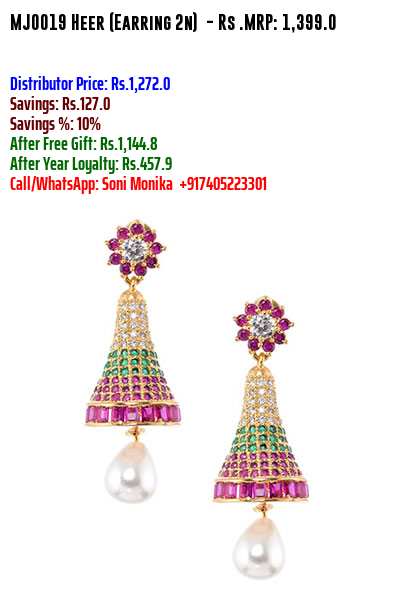 MJ0019 Heer (Earring 2n) - Rs .MRP: 1,399.0
Distributor Price: Rs.1,272.0
Savings: Rs.127.0
Savings %: 10%
After Free Gift: Rs.1,144.8
After Year Loyalty: Rs.457.9
Call/WhatsApp: Soni Monika +917405223301